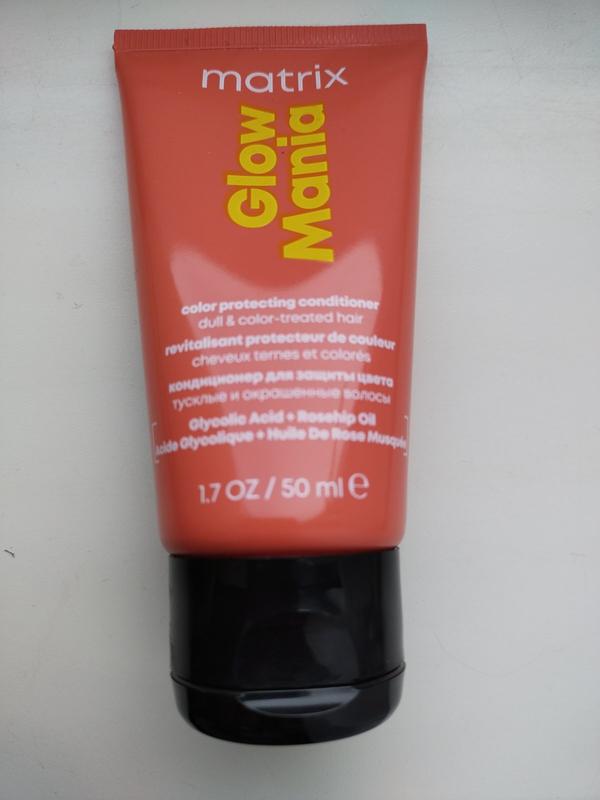 matrix
Glow
Mania
color protecting conditioner
dull & color-treated hair
revitalisant protecteur de couleur
cheveux ternes et colorés
кондиционер для защиты цвета
тусклые и окрашенные волосы
Glycolic Acid + Rosehip Oil
Acide Glycolique + Huile De Rose Musquée
1.7 OZ / 50 ml e